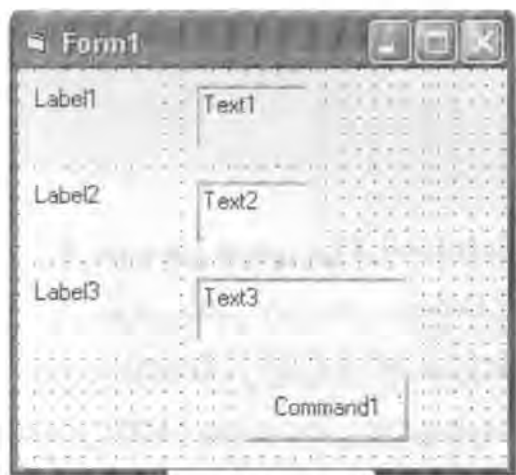 Form1
Label1 Text1
Label2 Text2
Label3 Text3
Command1